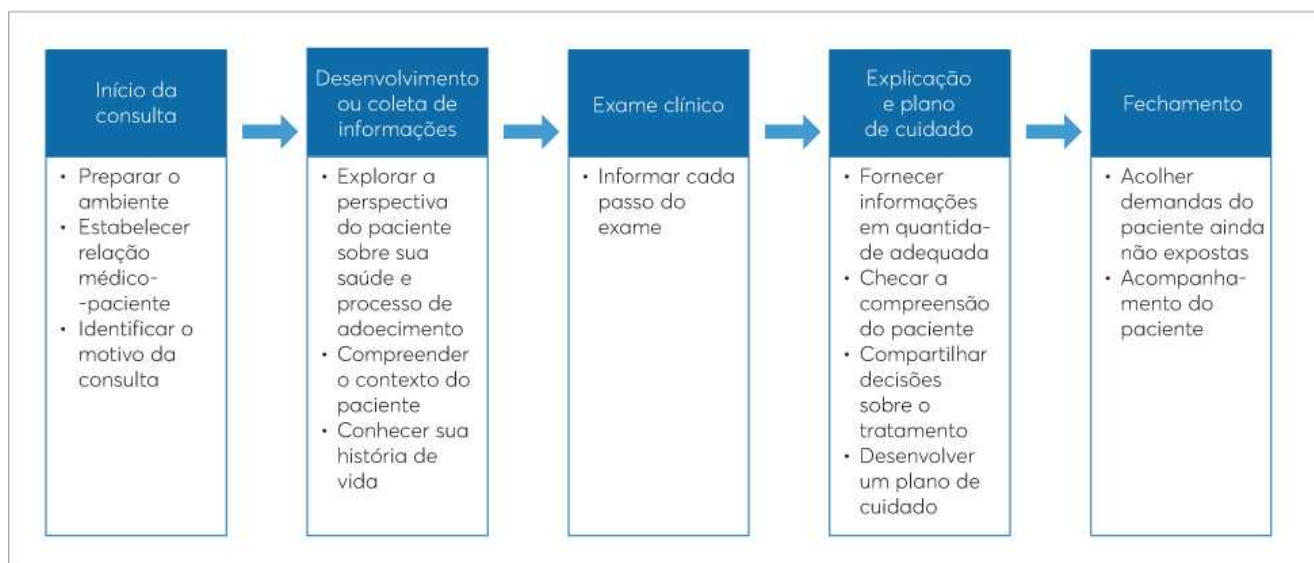 Início da
consulta
• Preparar o
ambiente
• Estabelecer
relação
médico-
-paciente
• Identificar o
motivo da
consulta
Desenvolvimento
ou coleta de
informações
• Explorar a
perspectiva
do paciente
sobre sua
saúde e
processo de
adoecimento
• Compreender
o contexto do
paciente
• Conhecer sua
história de
vida
Exame clínico
• Informar cada
passo do
exame
Explicação
e plano
de cuidado
• Fornecer
informações
em quantida-
de adequada
• Checar a
compreensão
do paciente
• Compartilhar
decisões
sobre o
tratamento
• Desenvolver
um plano de
cuidado
Fechamento
• Acolher
demandas do
paciente ainda
não expostas
• Acompanha-
mento do
paciente